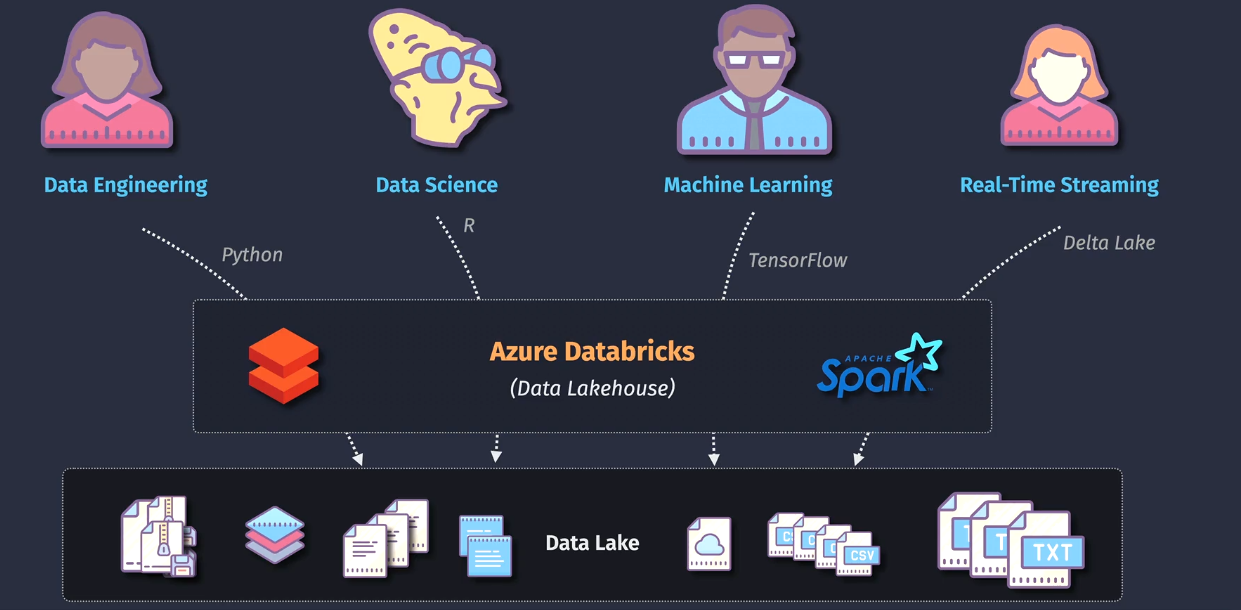 Data Engineering
Data Science
Machine Learning
Real-Time Streaming
Python
R
TensorFlow
Delta Lake
Azure Databricks
(Data Lakehouse)
APACHE
Spark™
Data Lake
CSV
TXT